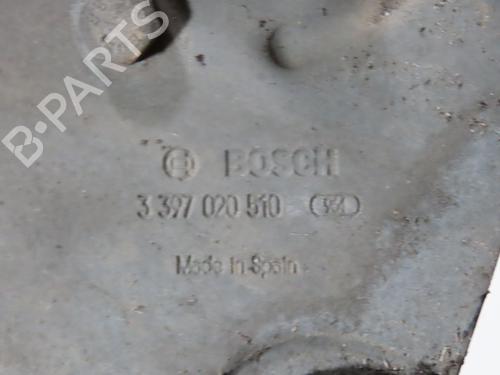 B-PARTS
BOSCH
3 397 020 510
Made in Spain